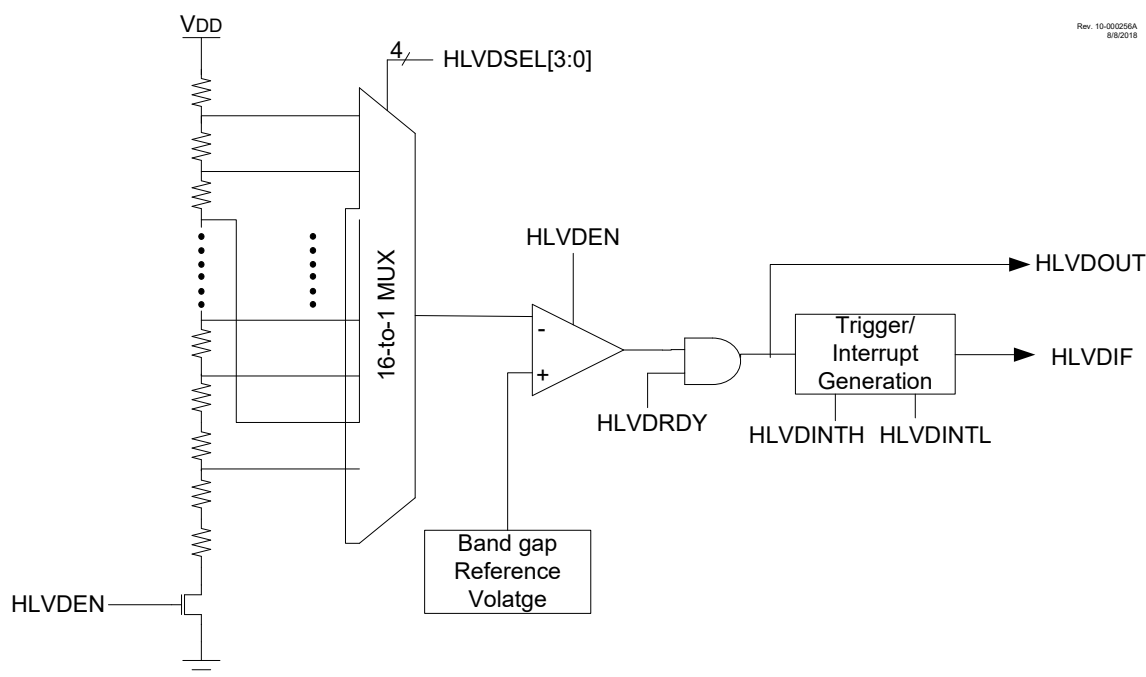 VDD
Rev. 10-000256A
8/8/2018
4
HLVDSEL[3:0]
16-to-1 MUX
HLVDEN
-
+
HLVDRDY
HLVDOUT
Trigger/
Interrupt
Generation
HLVDIF
HLVDINTH
HLVDINTL
Band gap
Reference
Volatge
HLVDEN